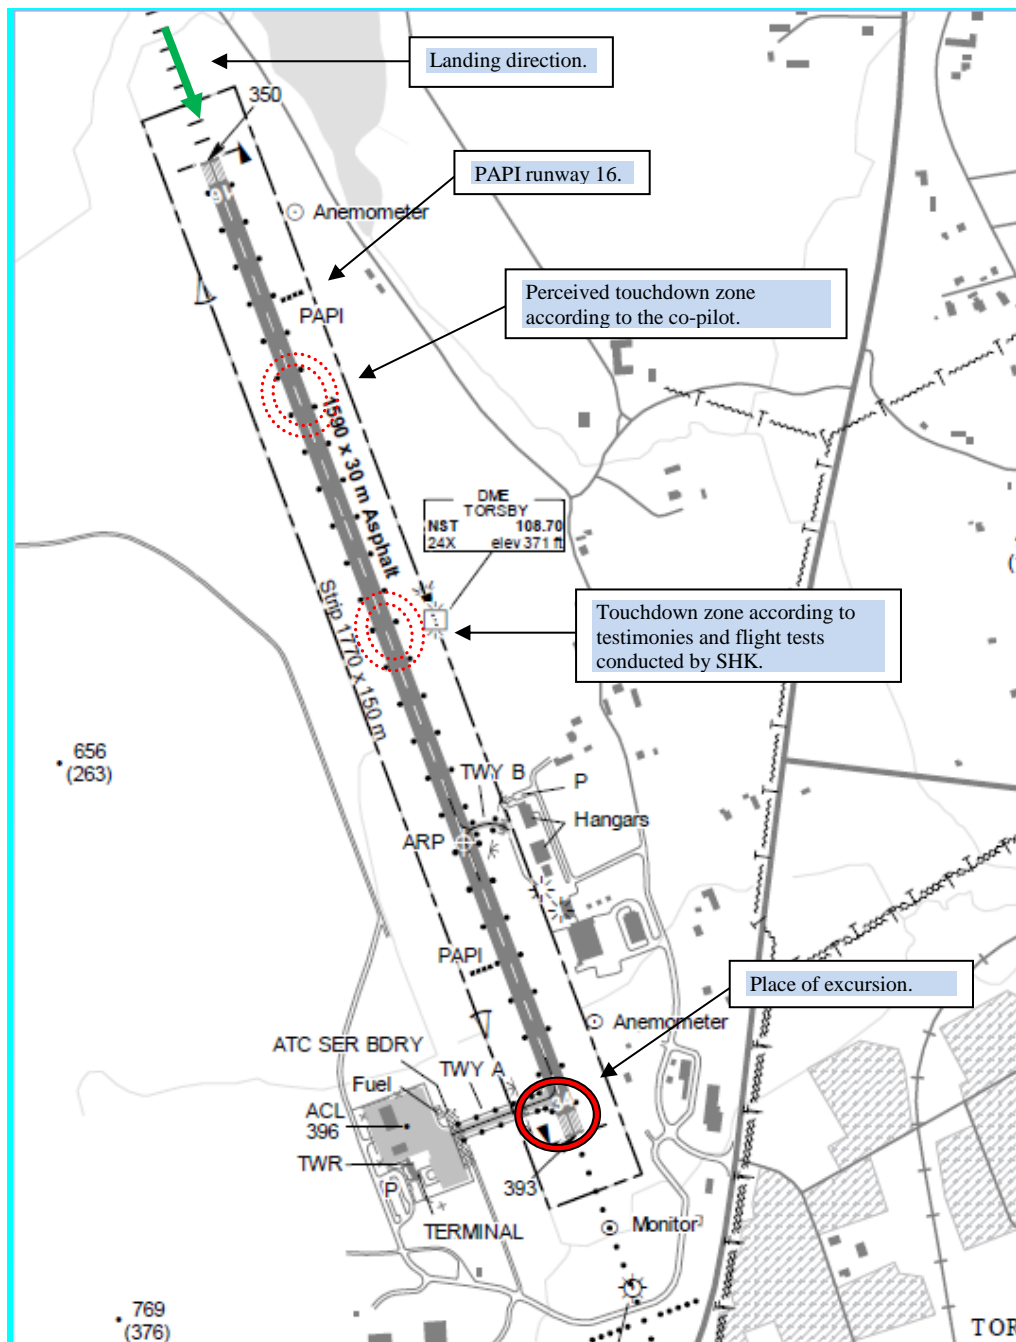 Landing direction.
350
PAPI runway 16.
Anemometer
PAPI
Perceived touchdown zone
according to the co-pilot.
1590 x 30 m Asphalt
DME
TORSBY
NST 108.70
24X elev 371 ft
Strip 1770 x 150 m
Touchdown zone according to
testimonies and flight tests
conducted by SHK.
656
(263)
TWY B
P
Hangars
ARP
PAPI
Place of excursion.
Anemometer
ATC SER BDRY
TWY A
Fuel
ACL
396
TWR
P
393
TERMINAL
Monitor
769
(376)
TOR